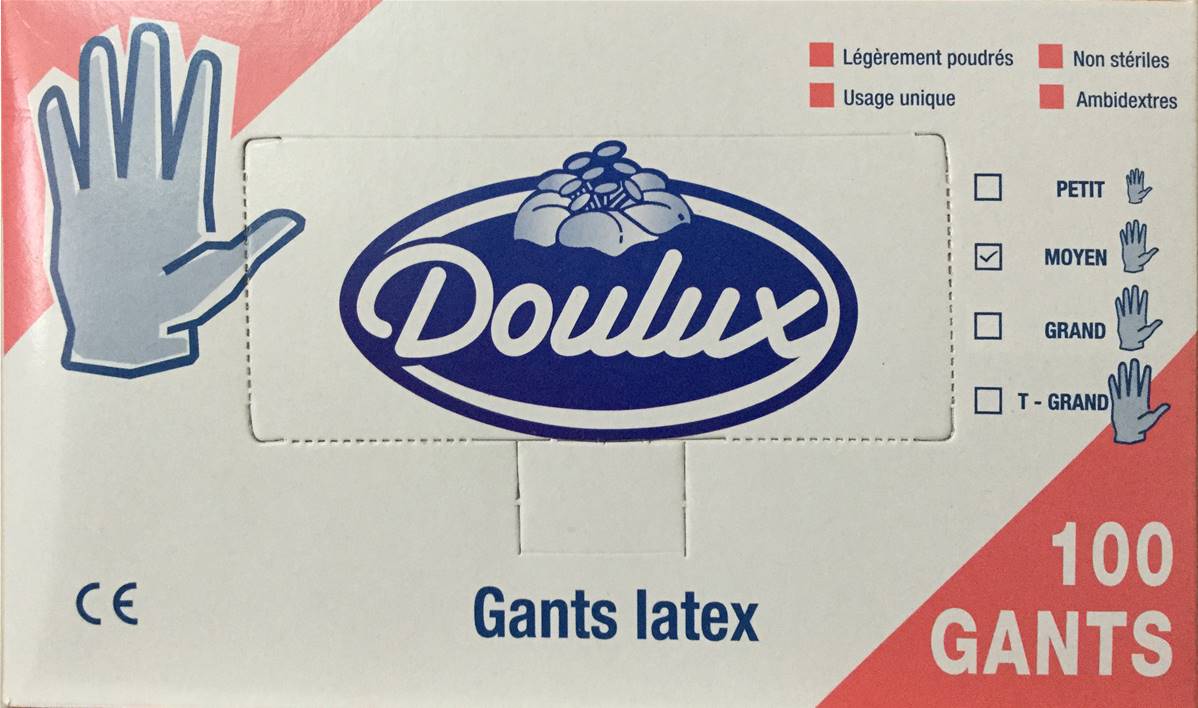 Légèrement poudrés
Non stériles
Usage unique
Ambidextres
Doulux
PETIT
MOYEN
GRAND
T - GRAND
CE
Gants latex
100
GANTS